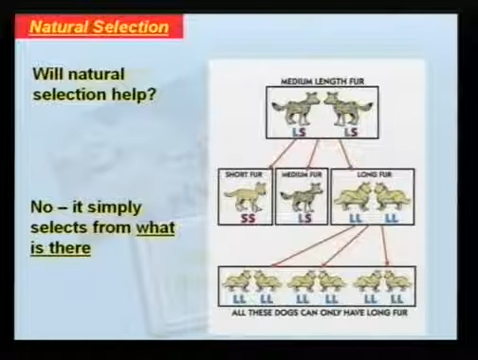 Natural Selection
Will natural
selection help?
No – it simply
selects from what
is there
MEDIUM LENGTH FUR
LS LS
SHORT FUR MEDIUM FUR LONG FUR
SS LS LL LL
LL LL LL LL LL LL
ALL THESE DOGS CAN ONLY HAVE LONG FUR